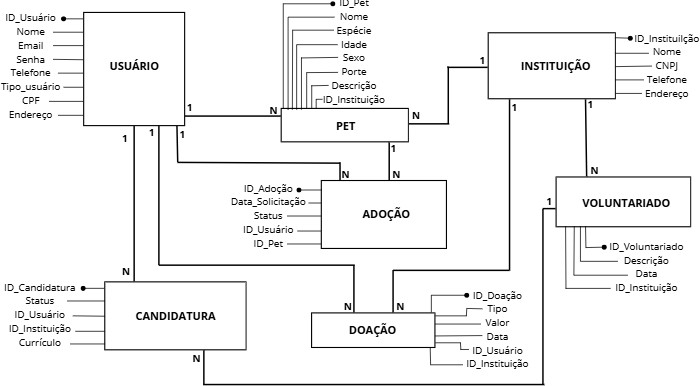 ID_Usuário
Nome
Email
Senha
Telefone
Tipo_usuário
CPF
Endereço
USUÁRIO
1
1
1
1
ID_Pet
Nome
Espécie
Idade
Sexo
Porte
Descrição
ID_Instituição
N
PET
N
1
1
INSTITUIÇÃO
1
1
ID_Instituilção
Nome
CNPJ
Telefone
Endereço
N
N
ID_Adoção
Data_Solicitação
Status
ID_Usuário
ID_Pet
ADOÇÃO
N
1
VOLUNTARIADO
ID_Voluntariado
Descrição
Data
ID_Instituição
N
ID_Candidatura
Status
ID_Usuário
ID_Instituição
Currículo
CANDIDATURA
N
N
N
DOAÇÃO
ID_Doação
Tipo
Valor
Data
ID_Usuário
ID_Instituição